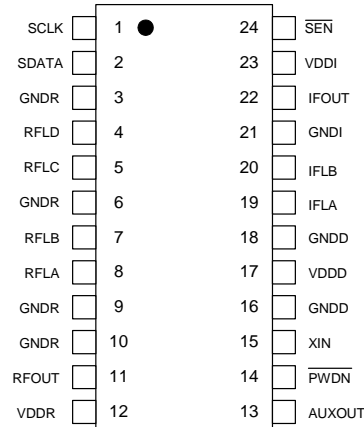 SCLK 1 24 S̅E̅N̅
SDATA 2 23 VDDI
GNDR 3 22 IFOUT
RFLD 4 21 GNDI
RFLC 5 20 IFLB
GNDR 6 19 IFLA
RFLB 7 18 GNDD
RFLA 8 17 VDDD
GNDR 9 16 GNDD
GNDR 10 15 XIN
RFOUT 11 14 P̅W̅D̅N̅
VDDR 12 13 AUXOUT